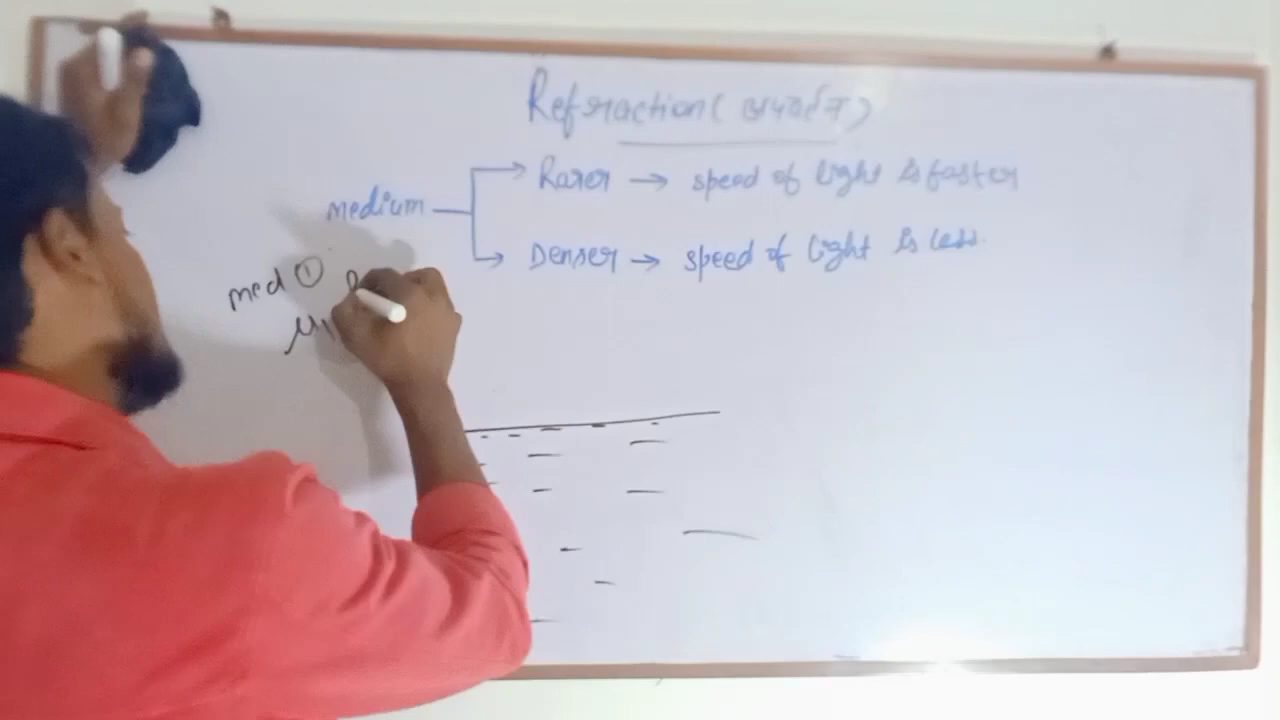 Refraction (अपवर्तन)
medium → Rarer → speed of light is faster
→ Denser → speed of light is less.
med ①
μ₁